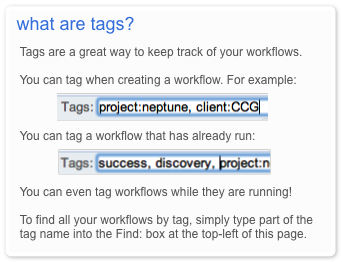 what are tags?
Tags are a great way to keep track of your workflows.
You can tag when creating a workflow. For example:
Tags: project:neptune, client:CCG
You can tag a workflow that has already run:
Tags: success, discovery, project:n
You can even tag workflows while they are running!
To find all your workflows by tag, simply type part of the
tag name into the Find: box at the top-left of this page.